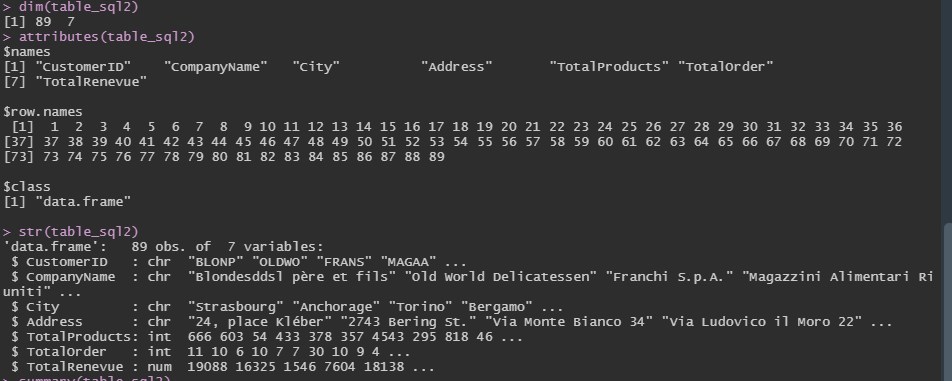 > dim(table_sql2)
[1] 89  7
> attributes(table_sql2)
$names
[1] "CustomerID"    "CompanyName"   "City"          "Address"       "TotalProducts" "TotalOrder"
[7] "TotalRenevue"
$row.names
 [1]  1  2  3  4  5  6  7  8  9 10 11 12 13 14 15 16 17 18 19 20 21 22 23 24 25 26 27 28 29 30 31 32 33 34 35 36
[37] 37 38 39 40 41 42 43 44 45 46 47 48 49 50 51 52 53 54 55 56 57 58 59 60 61 62 63 64 65 66 67 68 69 70 71 72
[73] 73 74 75 76 77 78 79 80 81 82 83 84 85 86 87 88 89
$class
[1] "data.frame"
> str(table_sql2)
'data.frame':   89 obs. of  7 variables:
 $ CustomerID   : chr  "BLONP" "OLDWO" "FRANS" "MAGAA" ...
 $ CompanyName  : chr  "Blondesddsl père et fils" "Old World Delicatessen" "Franchi S.p.A." "Magazzini Alimentari Ri
uniti" ...
 $ City         : chr  "Strasbourg" "Anchorage" "Torino" "Bergamo" ...
 $ Address      : chr  "24, place Kléber" "2743 Bering St." "Via Monte Bianco 34" "Via Ludovico il Moro 22" ...
 $ TotalProducts: int  666 603 54 433 378 357 4543 295 818 46 ...
 $ TotalOrder   : int  11 10 6 10 7 7 30 10 9 4 ...
 $ TotalRenevue : num  19088 16325 1546 7604 18138 ...
> summary(table_sql2)